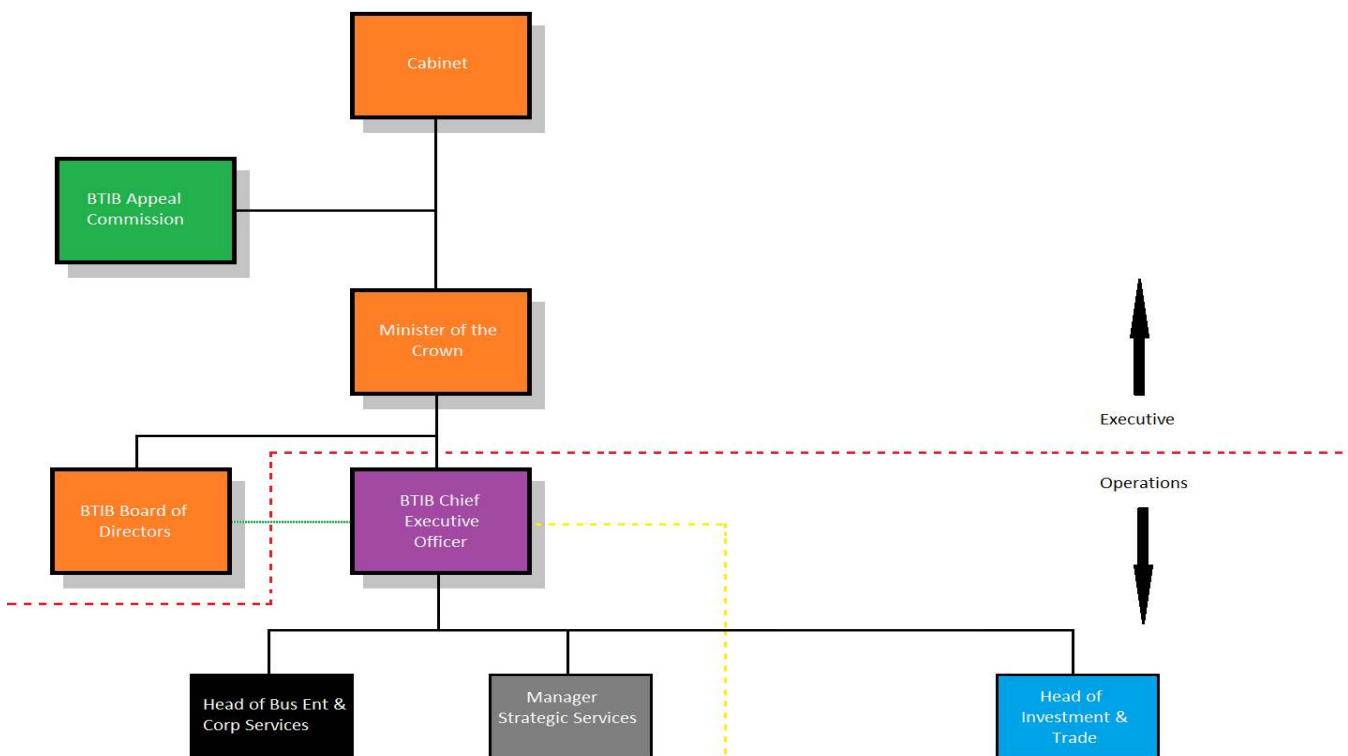 Cabinet
BTIB Appeal
Commission
Minister of the
Crown
Executive
Operations
BTIB Board of
Directors
BTIB Chief
Executive
Officer
Head of Bus Ent &
Corp Services
Manager
Strategic Services
Head of
Investment &
Trade